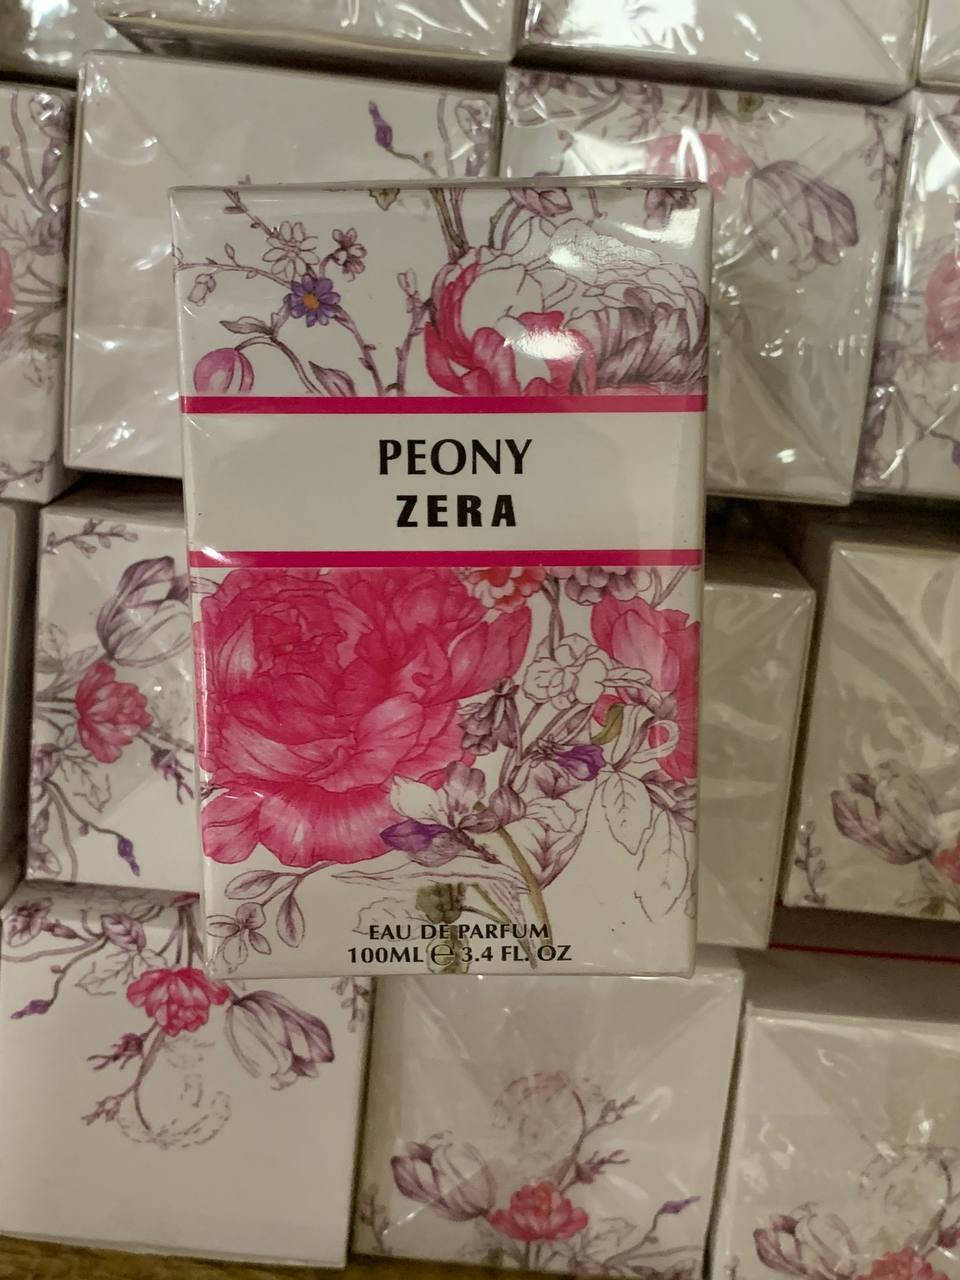 PEONY
ZERA
EAU DE PARFUM
100ML ℮ 3.4 FL. OZ